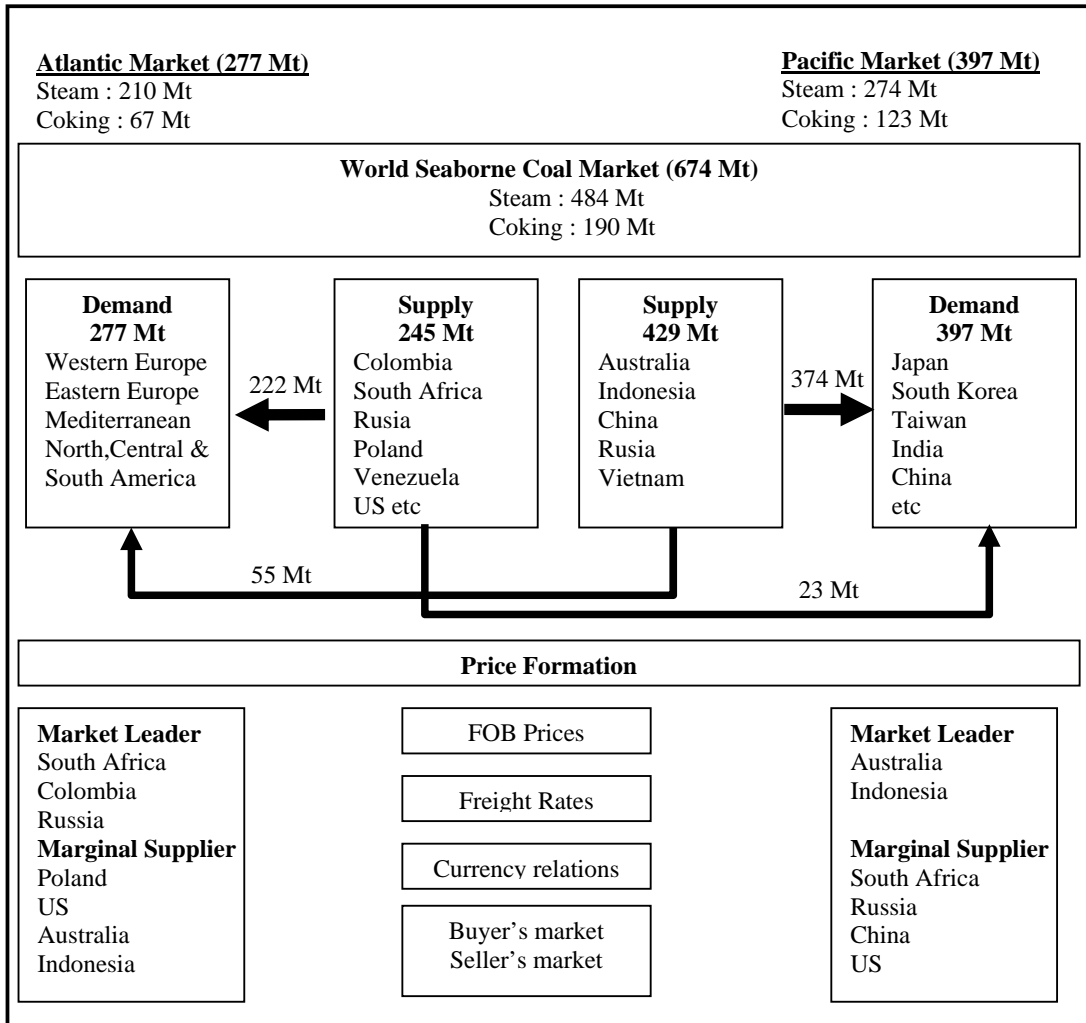 Atlantic Market (277 Mt)
Steam : 210 Mt
Coking : 67 Mt
Pacific Market (397 Mt)
Steam : 274 Mt
Coking : 123 Mt
World Seaborne Coal Market (674 Mt)
Steam : 484 Mt
Coking : 190 Mt
Demand
277 Mt
Western Europe
Eastern Europe
Mediterranean
North,Central &
South America
222 Mt
Supply
245 Mt
Colombia
South Africa
Rusia
Poland
Venezuela
US etc
Supply
429 Mt
Australia
Indonesia
China
Rusia
Vietnam
374 Mt
Demand
397 Mt
Japan
South Korea
Taiwan
India
China
etc
55 Mt
23 Mt
Price Formation
Market Leader
South Africa
Colombia
Russia
Marginal Supplier
Poland
US
Australia
Indonesia
FOB Prices
Freight Rates
Currency relations
Buyer’s market
Seller’s market
Market Leader
Australia
Indonesia
Marginal Supplier
South Africa
Russia
China
US